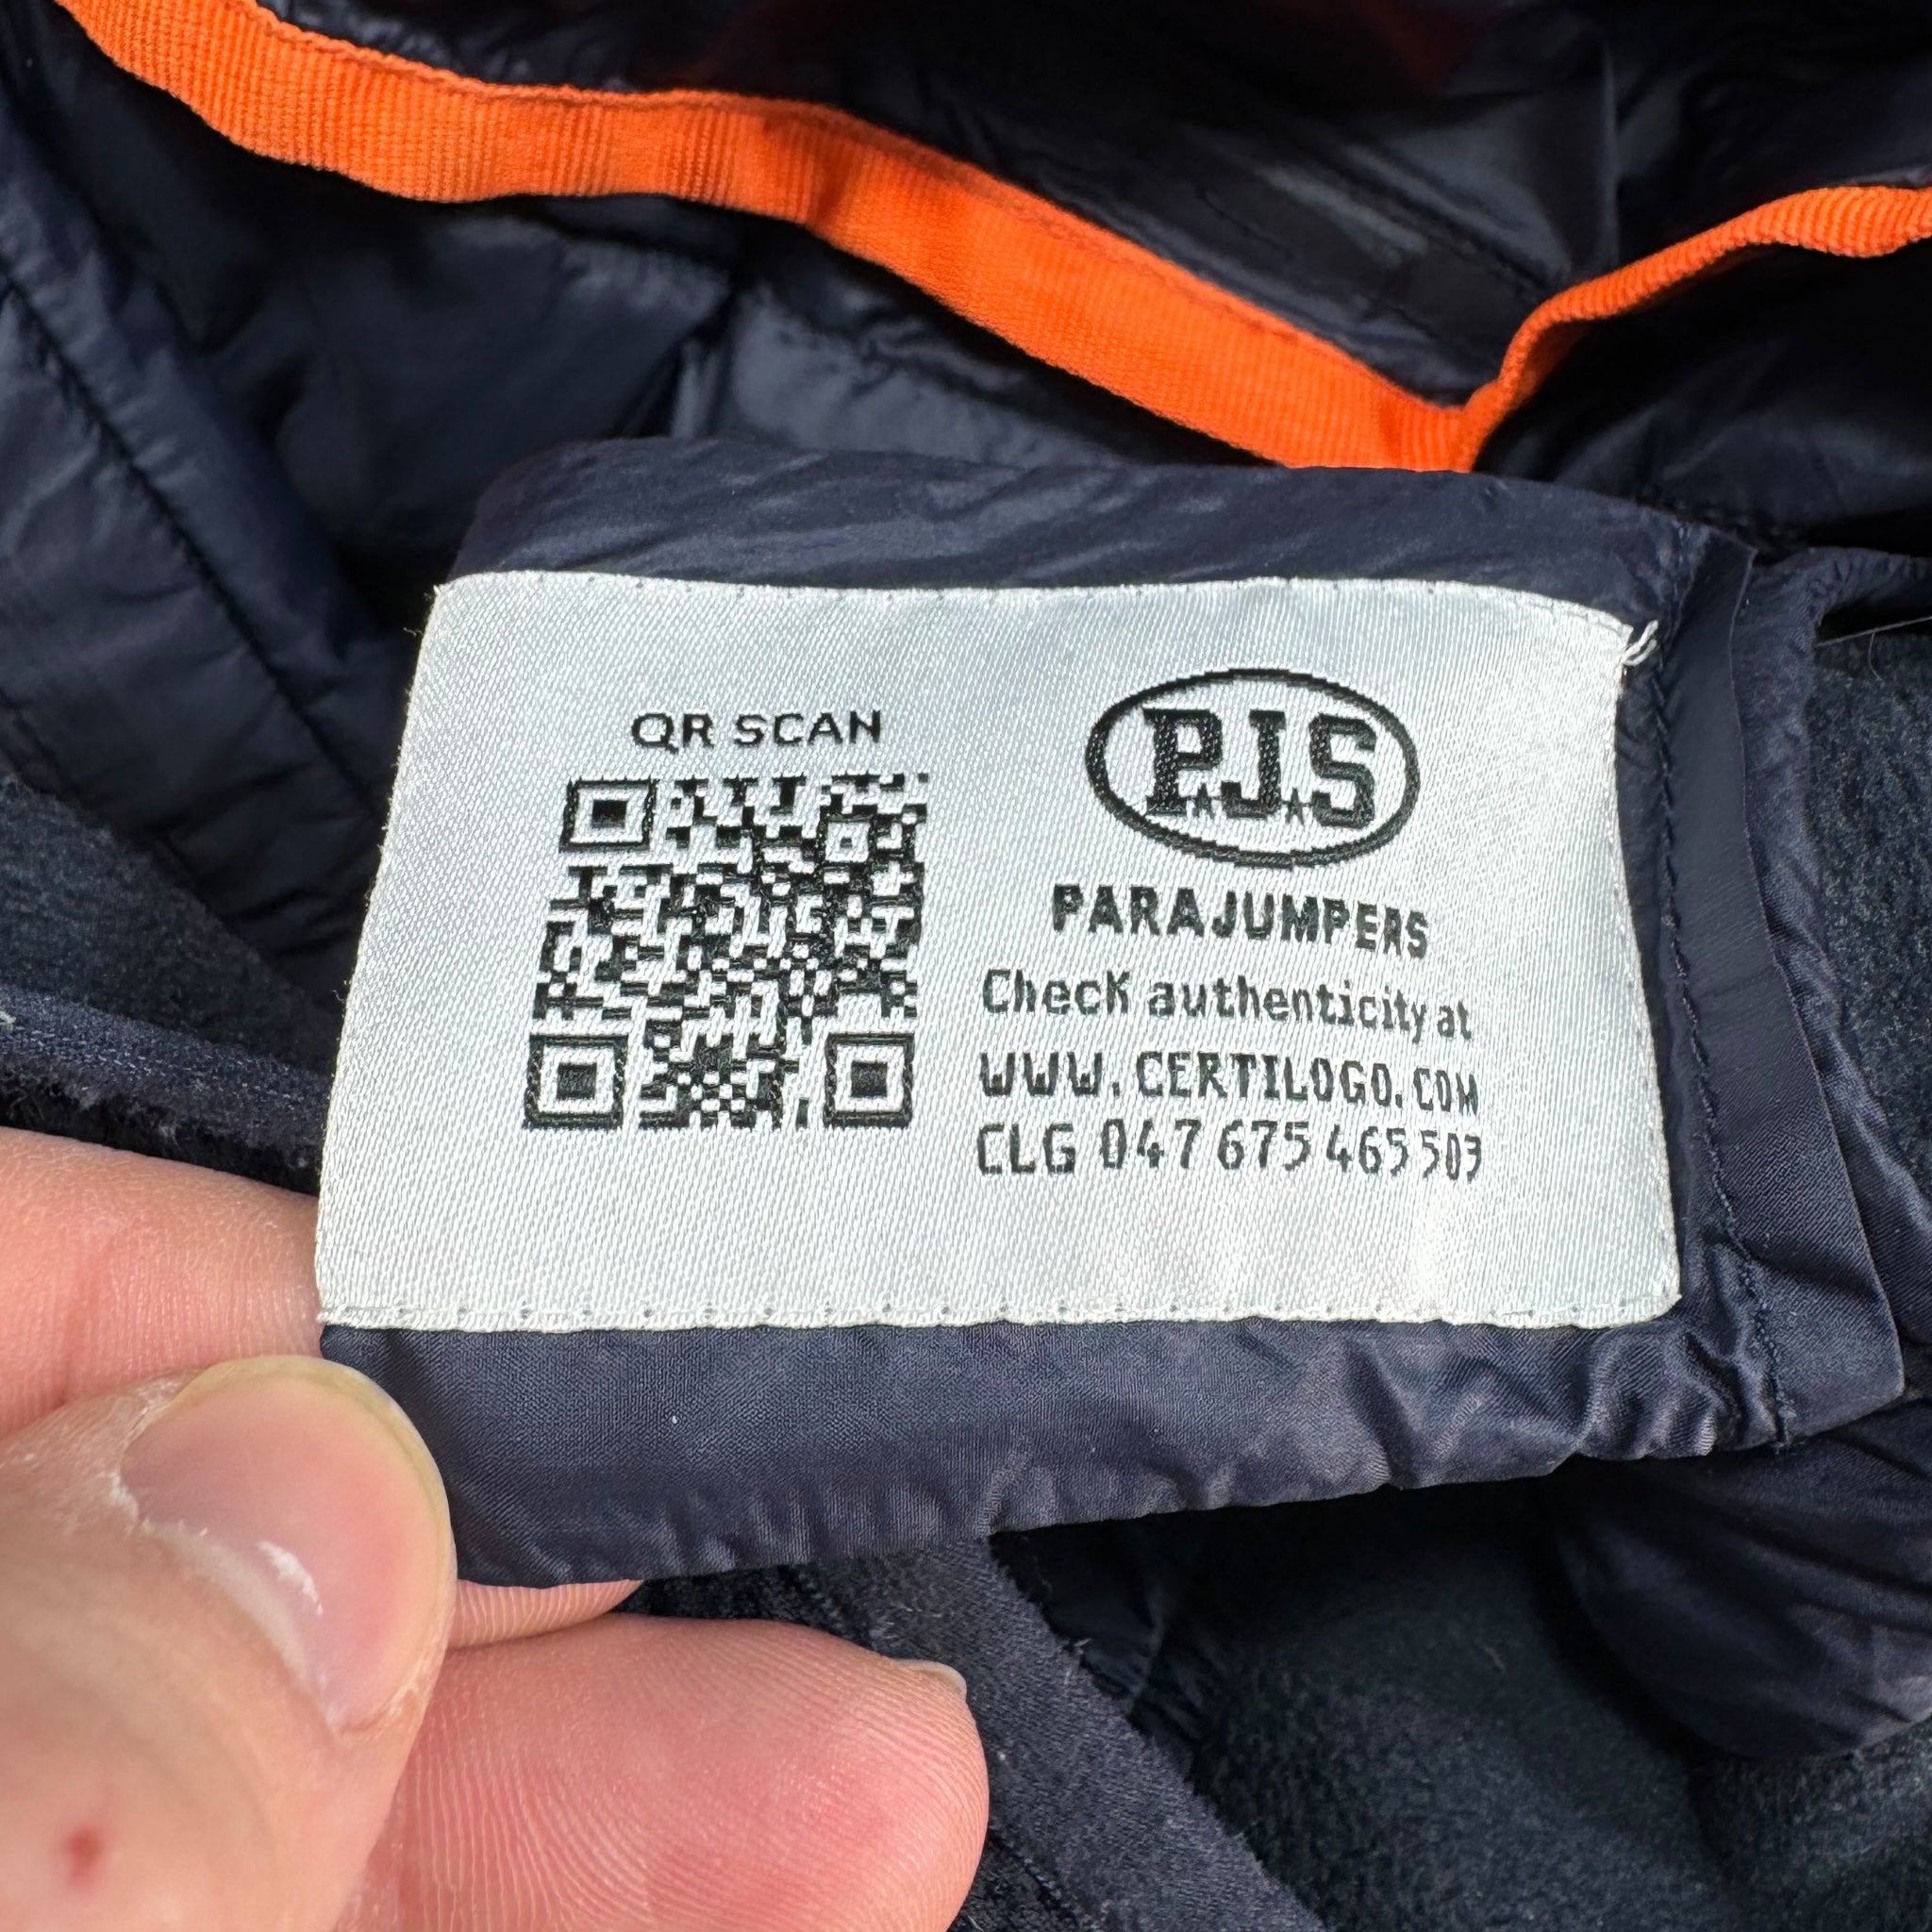 QR SCAN
P.J.S
PARAJUMPERS
Check authenticity at
WWW.CERTILOGO.COM
CLG 047 675 465 503